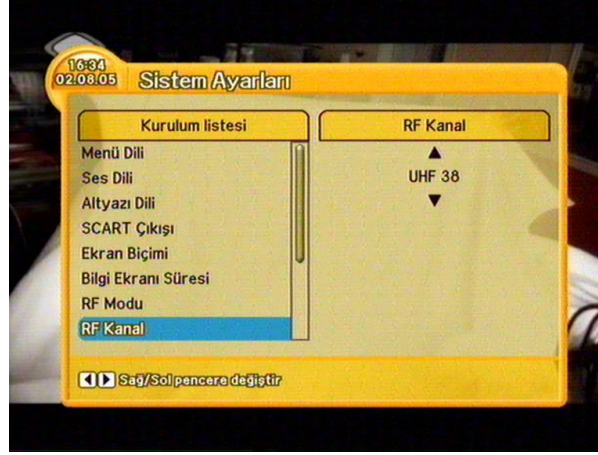 16:34
02.08.05
Sistem Ayarları
Kurulum listesi
RF Kanal
Menü Dili
Ses Dili
Altyazı Dili
SCART Çıkışı
Ekran Biçimi
Bilgi Ekranı Süresi
RF Modu
RF Kanal
UHF 38
Sağ/Sol pencere değiştir